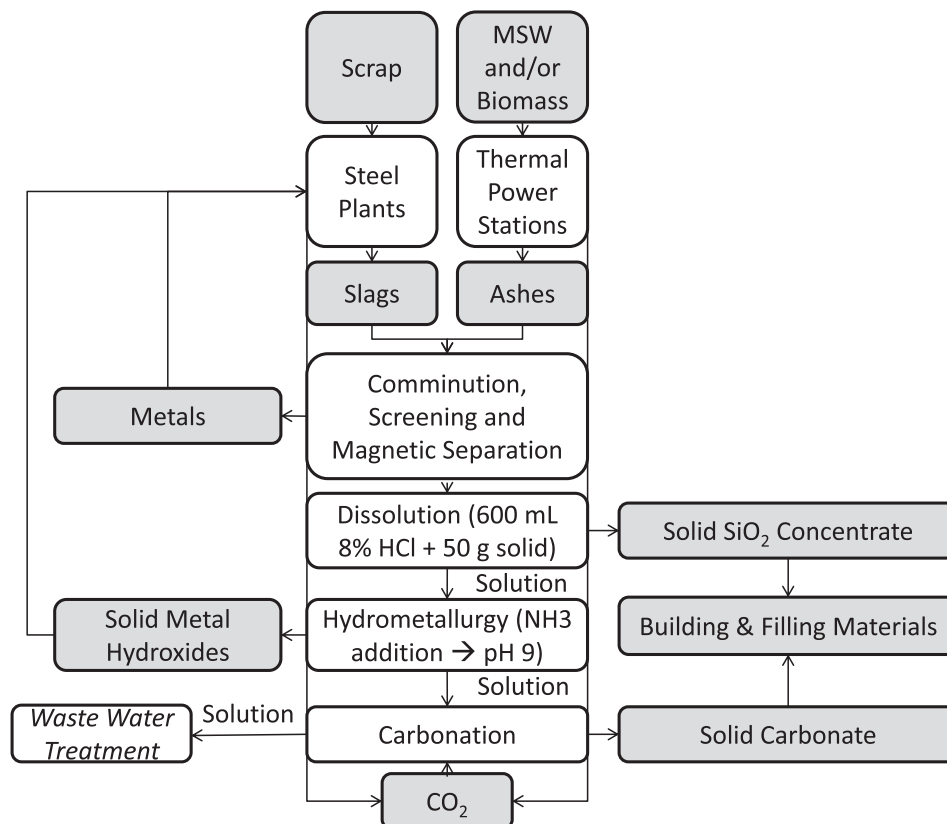 Scrap
MSW
and/or
Biomass
Steel
Plants
Thermal
Power
Stations
Slags
Ashes
Comminution,
Screening and
Magnetic Separation
Metals
Dissolution (600 mL
8% HCl + 50 g solid)
Solid SiO₂ Concentrate
Solution
Building & Filling Materials
Solid Metal
Hydroxides
Hydrometallurgy (NH3
addition → pH 9)
Solution
Waste Water
Treatment
Solution
Carbonation
Solid Carbonate
CO₂